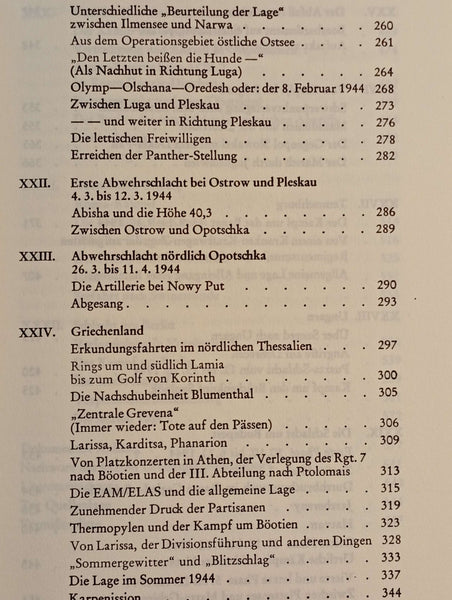 Unterschiedliche „Beurteilung der Lage"
zwischen Ilmensee und Narwa . . . . . . 260
Aus dem Operationsgebiet östliche Ostsee . . 261
„Den Letzten beißen die Hunde —"
(Als Nachhut in Richtung Luga) . . . . . 264
Olymp—Olschana—Oredesh oder: der 8. Februar 1944 268
Zwischen Luga und Pleskau . . . . . . 273
— — und weiter in Richtung Pleskau . . . . 276
Die lettischen Freiwilligen . . . . . . . 278
Erreichen der Panther-Stellung . . . . . . 282
XXII. Erste Abwehrschlacht bei Ostrow und Pleskau
4. 3. bis 12. 3. 1944
Abisha und die Höhe 40,3 . . . . . . . 286
Zwischen Ostrow und Opotschka . . . . . 289
XXIII. Abwehrschlacht nördlich Opotschka
26. 3. bis 11. 4. 1944
Die Artillerie bei Nowy Put . . . . . . 290
Abgesang . . . . . . . . . . . 293
XXIV. Griechenland
Erkundungsfahrten im nördlichen Thessalien . . 297
Rings um und südlich Lamia
bis zum Golf von Korinth . . . . . . . 300
Die Nachschubeinheit Blumenthal . . . . . 305
„Zentrale Grevena"
(Immer wieder: Tote auf den Pässen) . . . . 306
Larissa, Karditsa, Phanarion . . . . . . 309
Von Platzkonzerten in Athen, der Verlegung des Rgt. 7
nach Böotien und der III. Abteilung nach Ptolomais 313
Die EAM/ELAS und die allgemeine Lage . . . 315
Zunehmender Druck der Partisanen . . . . 319
Thermopylen und der Kampf um Böotien . . . 323
Von Larissa, der Divisionsführung und anderen Dingen 328
„Sommergewitter" und „Blitzschlag" . . . . 333
Die Lage im Sommer 1944 . . . . . . . 337
Karpenission . . . . . . . . . . 344